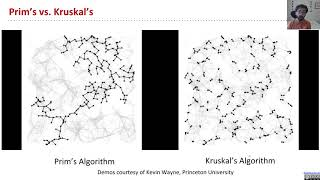 Prim's vs. Kruskal's
Prim's Algorithm
Kruskal's Algorithm
Demos courtesy of Kevin Wayne, Princeton University